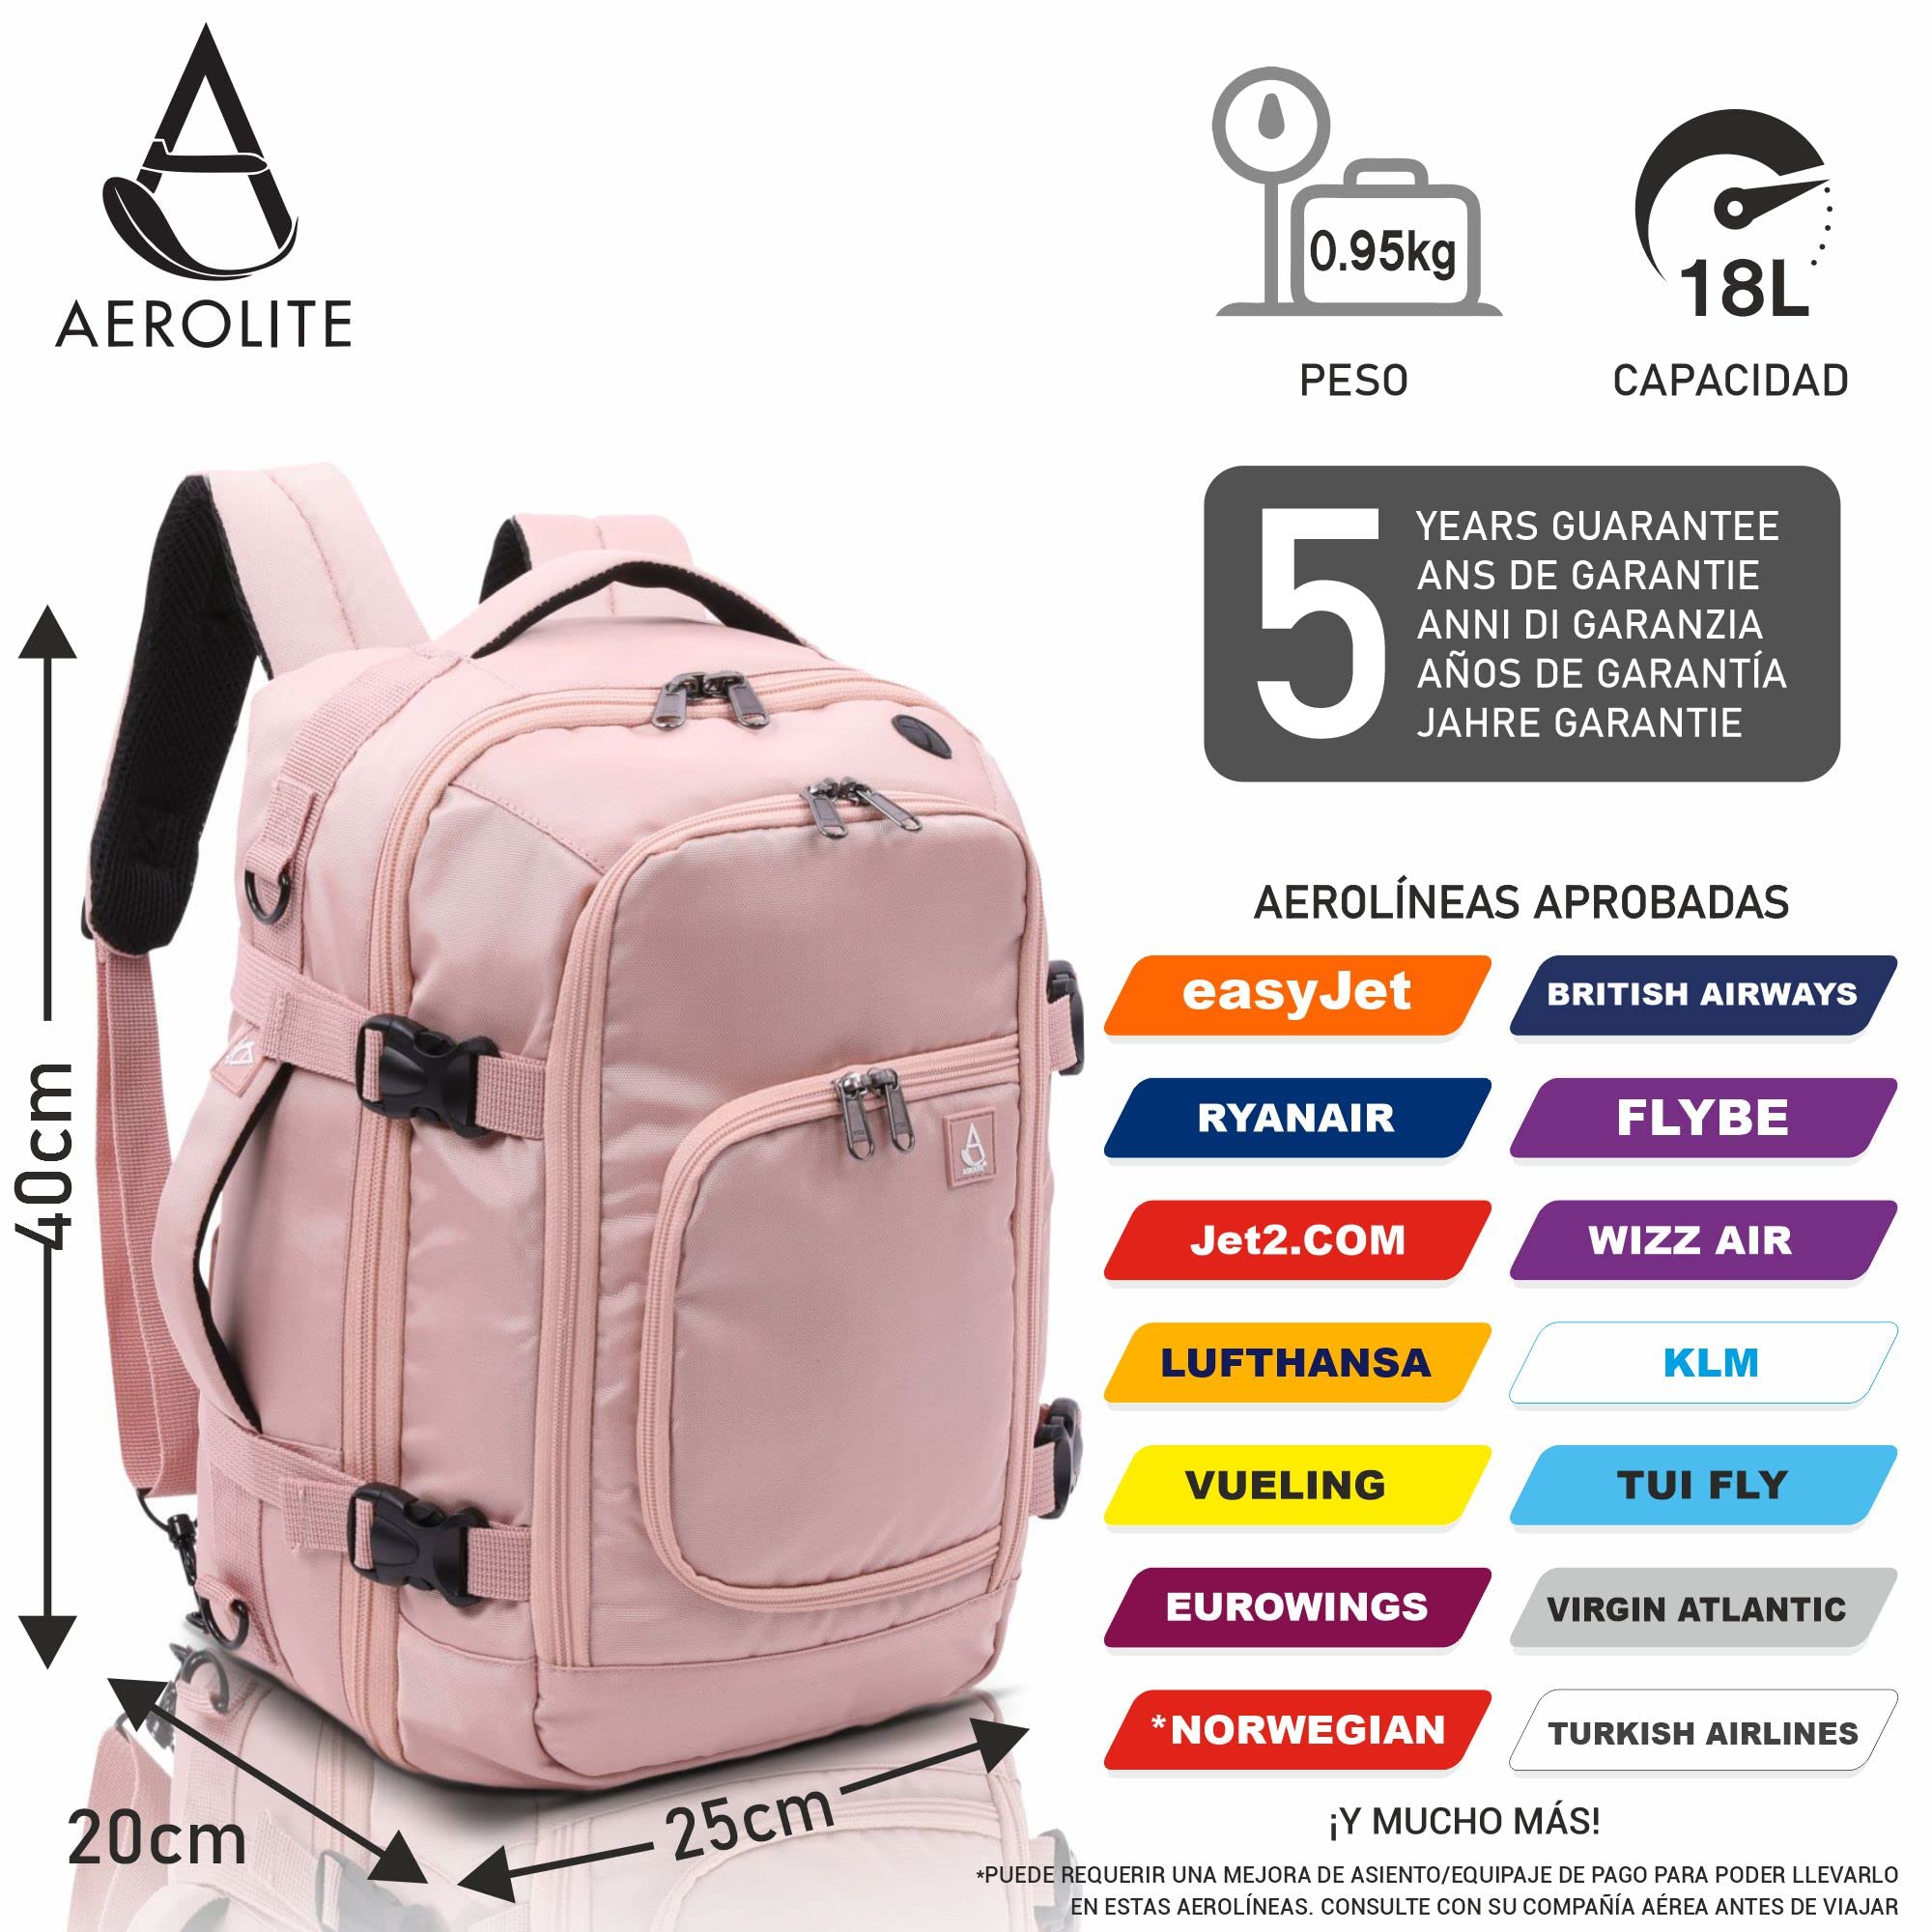 AEROLITE
0.95kg
PESO
18L
CAPACIDAD
5
YEARS GUARANTEE
ANS DE GARANTIE
ANNI DI GARANZIA
AÑOS DE GARANTÍA
JAHRE GARANTIE
40cm
20cm
25cm
AEROLÍNEAS APROBADAS
easyJet
BRITISH AIRWAYS
RYANAIR
FLYBE
Jet2.COM
WIZZ AIR
LUFTHANSA
KLM
VUELING
TUI FLY
EUROWINGS
VIRGIN ATLANTIC
*NORWEGIAN
TURKISH AIRLINES
¡Y MUCHO MÁS!
*PUEDE REQUERIR UNA MEJORA DE ASIENTO/EQUIPAJE DE PAGO PARA PODER LLEVARLO
EN ESTAS AEROLÍNEAS. CONSULTE CON SU COMPAÑÍA AÉREA ANTES DE VIAJAR